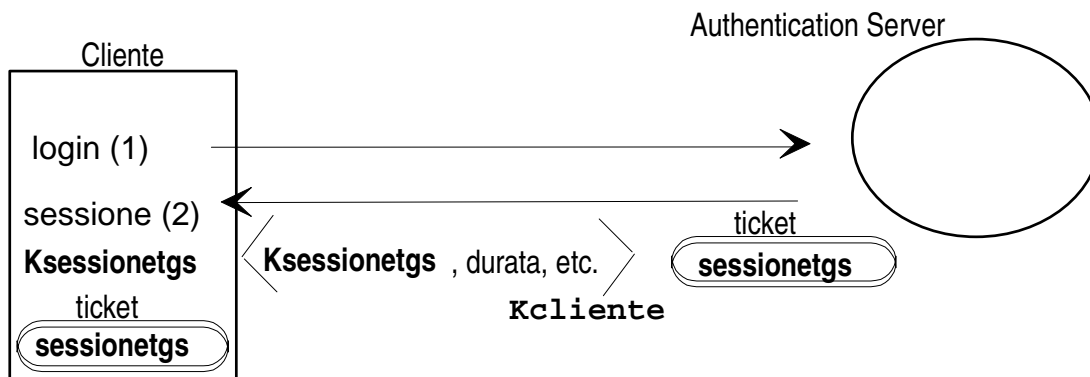 Authentication Server
Cliente
login (1)
sessione (2)
ticket
Ksessionetgs
Ksessionetgs , durata, etc.
sessionetgs
Kcliente
ticket
sessionetgs